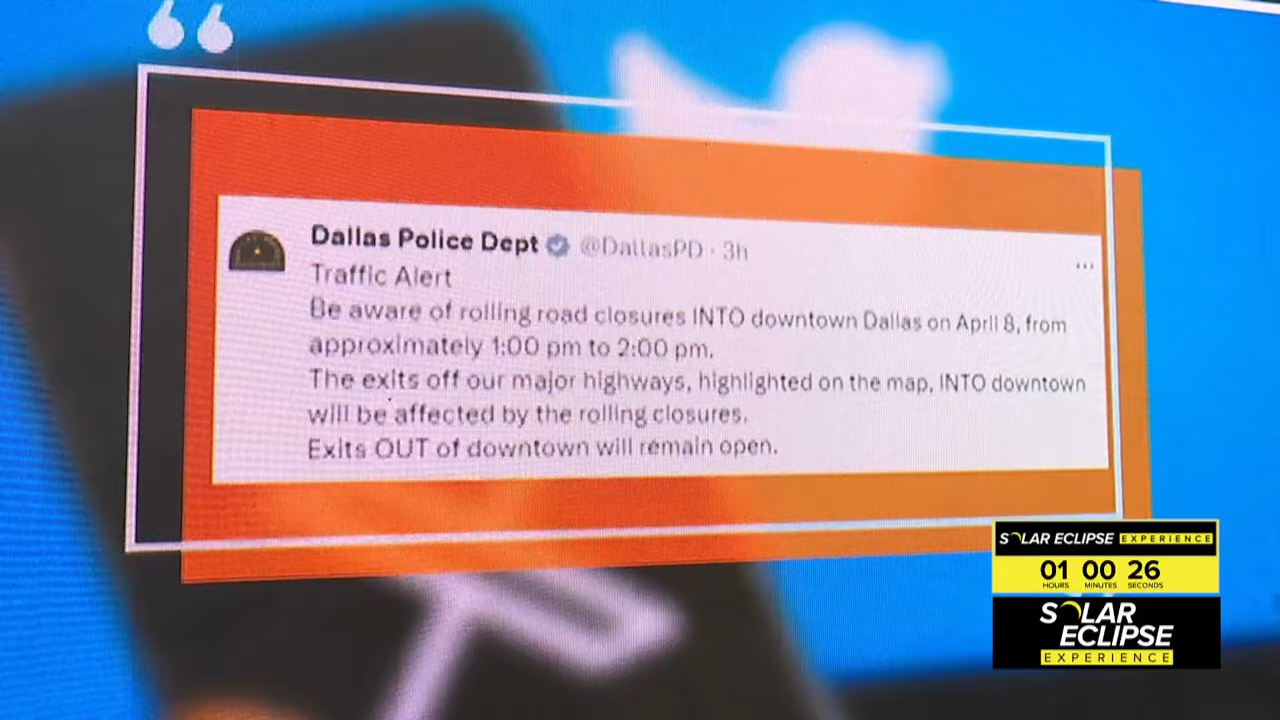 Dallas Police Dept @DallasPD · 3h
Traffic Alert
Be aware of rolling road closures INTO downtown Dallas on April 8, from
approximately 1:00 pm to 2:00 pm.
The exits off our major highways, highlighted on the map, INTO downtown
will be affected by the rolling closures.
Exits OUT of downtown will remain open.
SOLAR ECLIPSE EXPERIENCE
01 00 26
HOURS MINUTES SECONDS
SOLAR
ECLIPSE
EXPERIENCE